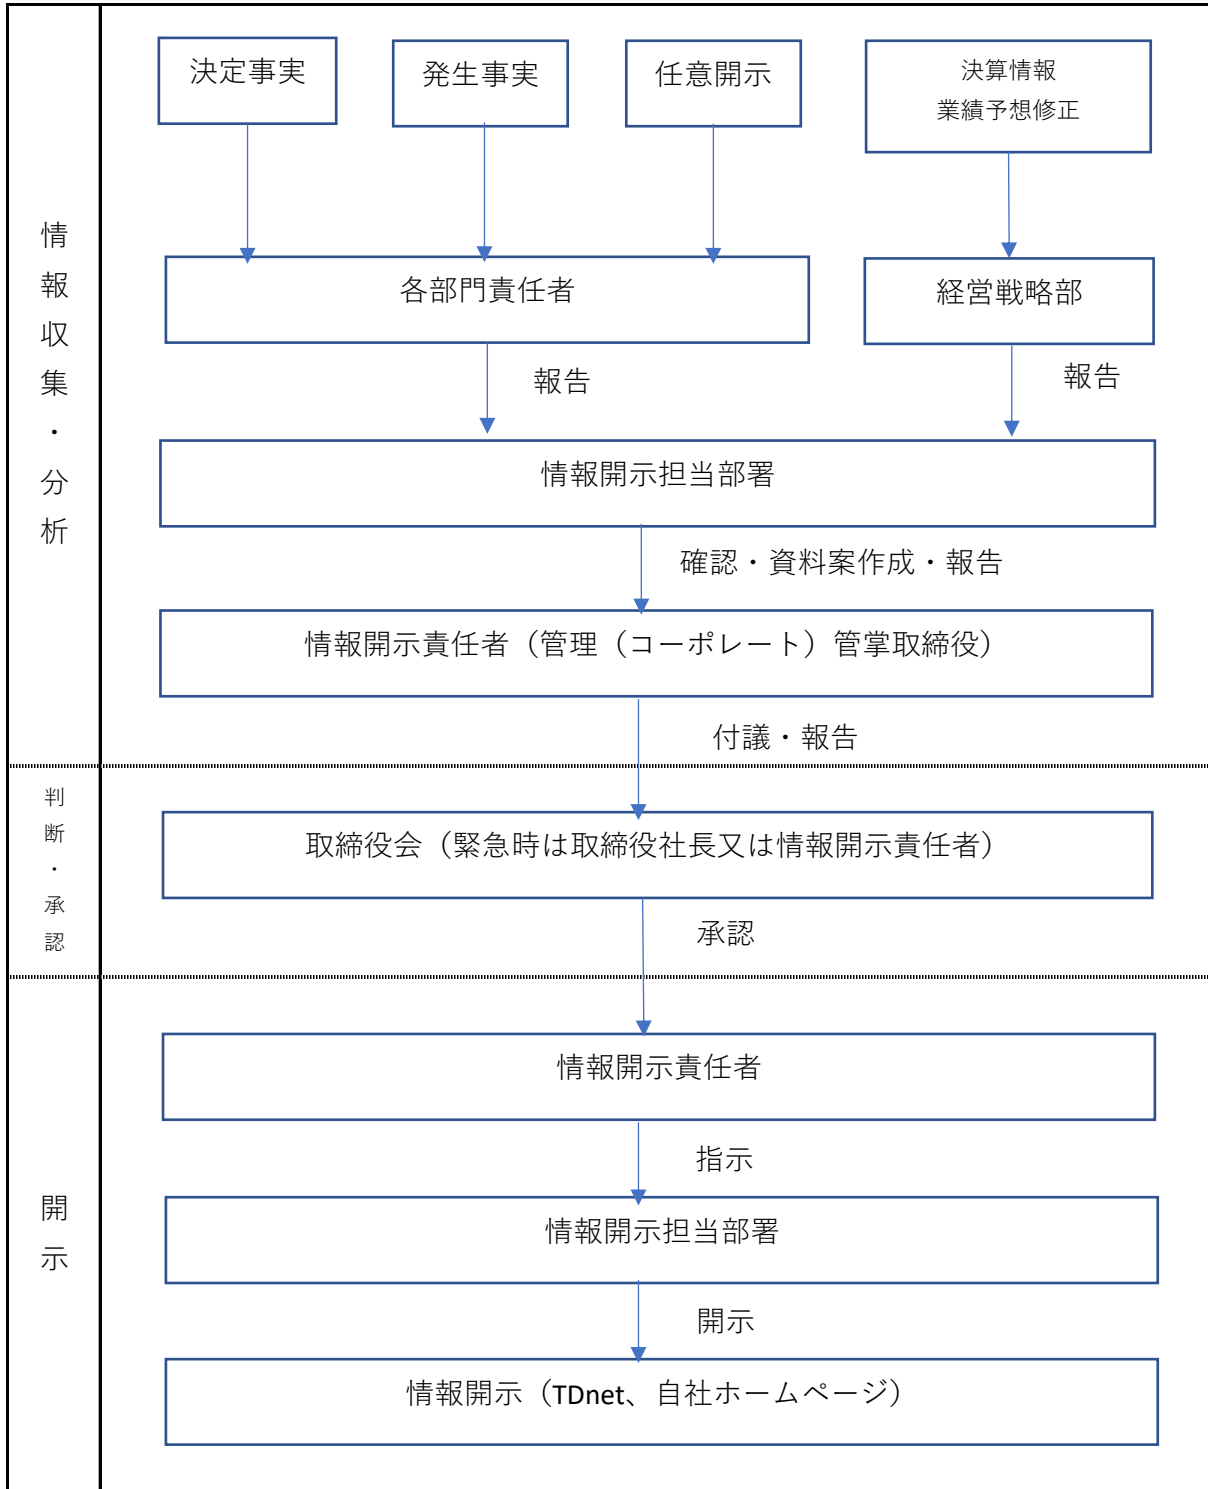 情報収集・分析
決定事実
発生事実
任意開示
決算情報
業績予想修正
各部門責任者
経営戦略部
報告
報告
情報開示担当部署
確認・資料案作成・報告
情報開示責任者（管理（コーポレート）管掌取締役）
付議・報告
判断・承認
取締役会（緊急時は取締役社長又は情報開示責任者）
承認
開示
情報開示責任者
指示
情報開示担当部署
開示
情報開示（TDnet、自社ホームページ）